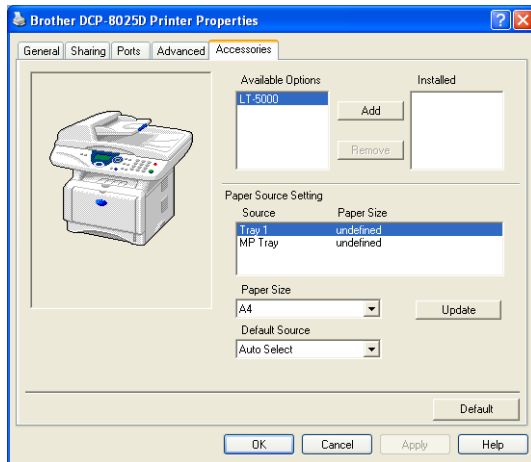 Brother DCP-8025D Printer Properties
General Sharing Ports Advanced Accessories
Available Options Installed
LT-5000
Add
Remove
Paper Source Setting
Source Paper Size
Tray 1 undefined
MP Tray undefined
Paper Size
A4 Update
Default Source
Auto Select
Default
OK Cancel Apply Help